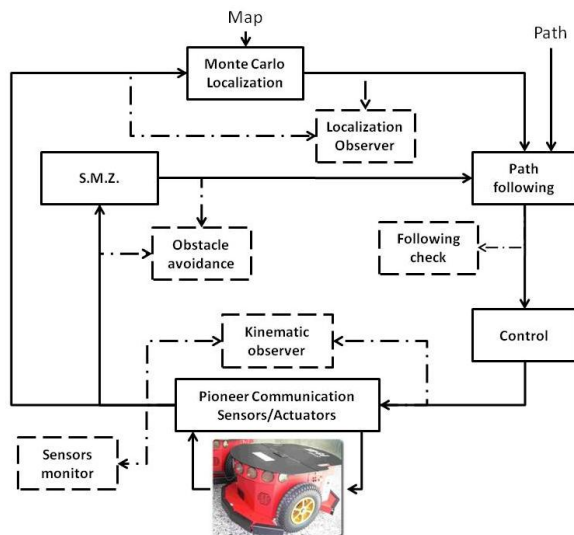 Map
Path
Monte Carlo
Localization
Localization
Observer
S.M.Z.
Path
following
Obstacle
avoidance
Following
check
Kinematic
observer
Control
Pioneer Communication
Sensors/Actuators
Sensors
monitor